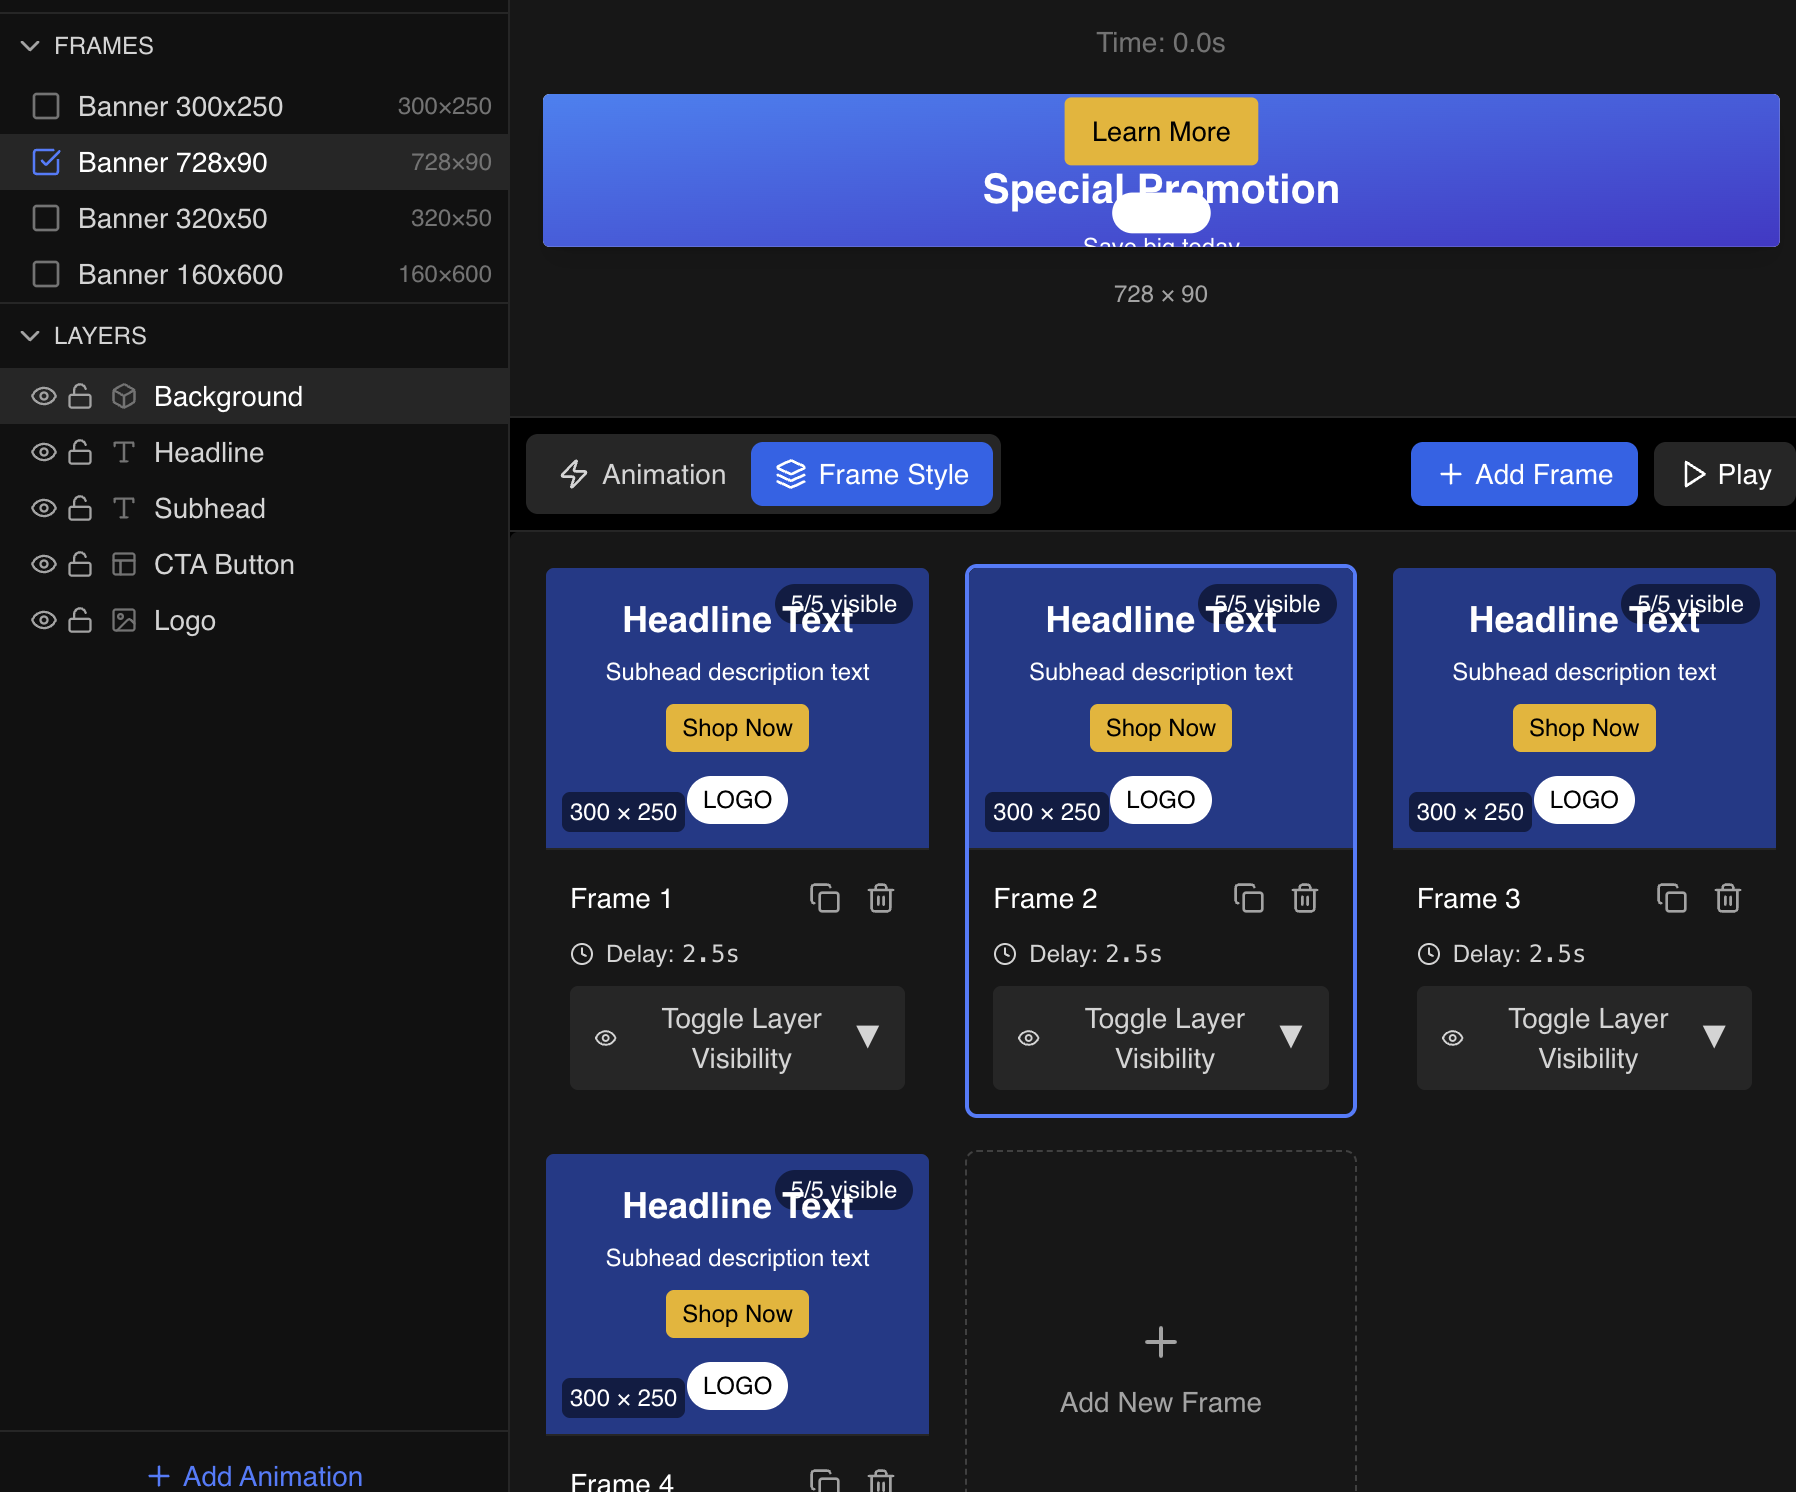 FRAMES
Banner 300x250 300×250
Banner 728x90 728×90
Banner 320x50 320×50
Banner 160x600 160×600
LAYERS
Background
Headline
Subhead
CTA Button
Logo
+ Add Animation
Time: 0.0s
Learn More
Special Promotion
Save big today
728 × 90
Animation
Frame Style
+ Add Frame
Play
5/5 visible
Headline Text
Subhead description text
Shop Now
LOGO
300 × 250
Frame 1
Delay: 2.5s
Toggle Layer
Visibility
5/5 visible
Headline Text
Subhead description text
Shop Now
LOGO
300 × 250
Frame 2
Delay: 2.5s
Toggle Layer
Visibility
5/5 visible
Headline Text
Subhead description text
Shop Now
LOGO
300 × 250
Frame 3
Delay: 2.5s
Toggle Layer
Visibility
5/5 visible
Headline Text
Subhead description text
Shop Now
LOGO
300 × 250
Frame 4
+
Add New Frame